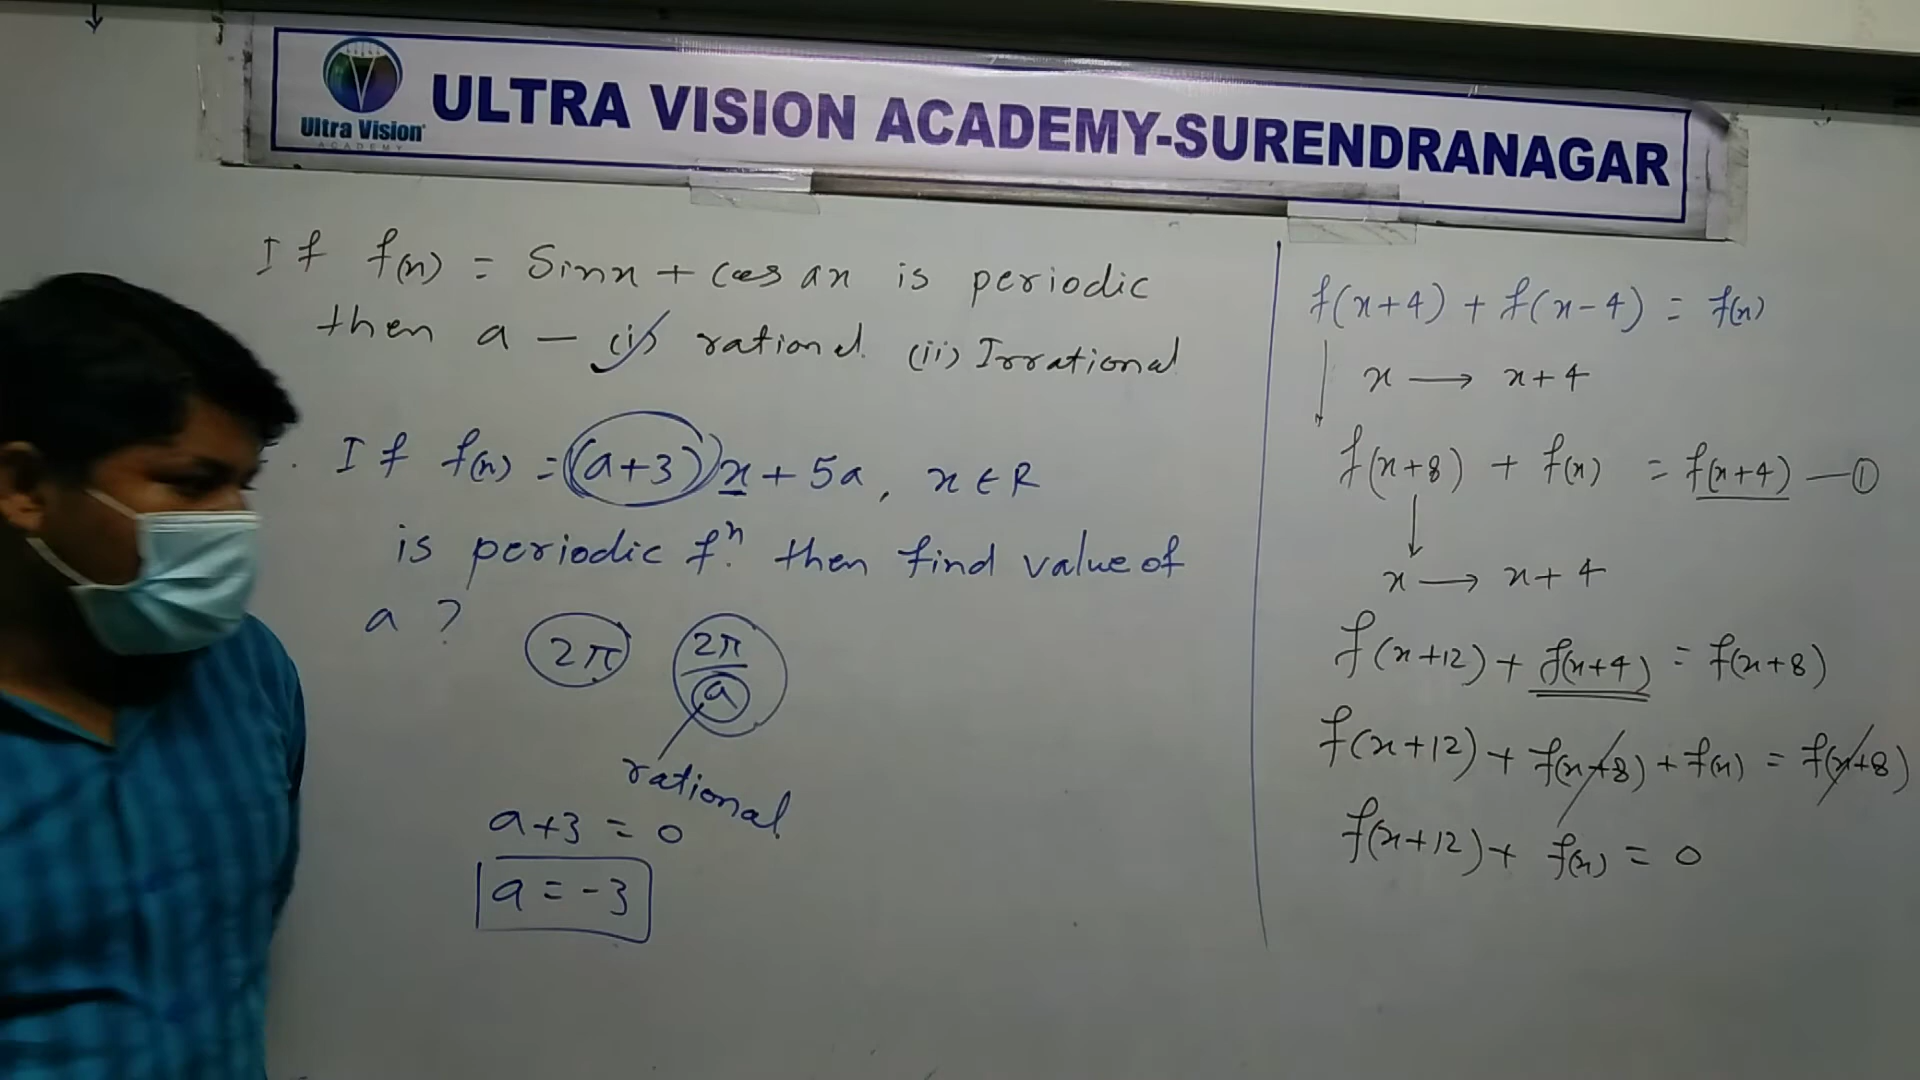 Ultra Vision
ACADEMY
ULTRA VISION ACADEMY-SURENDRANAGAR
If f(x) = Sinx + cos ax is periodic
then a – (i) rational (ii) Irrational
If f(x) = (a+3)x + 5a, x ∈ R
is periodic fⁿ. then find value of
a ?
2π 2π/a
rational
a+3 = 0
a = -3
f(x+4) + f(x-4) = f(x)
x ⟶ x+4
f(x+8) + f(x) = f(x+4) — ①
x ⟶ x+4
f(x+12) + f(x+4) = f(x+8)
f(x+12) + f(x+8) + f(x) = f(x+8)
f(x+12) + f(x) = 0